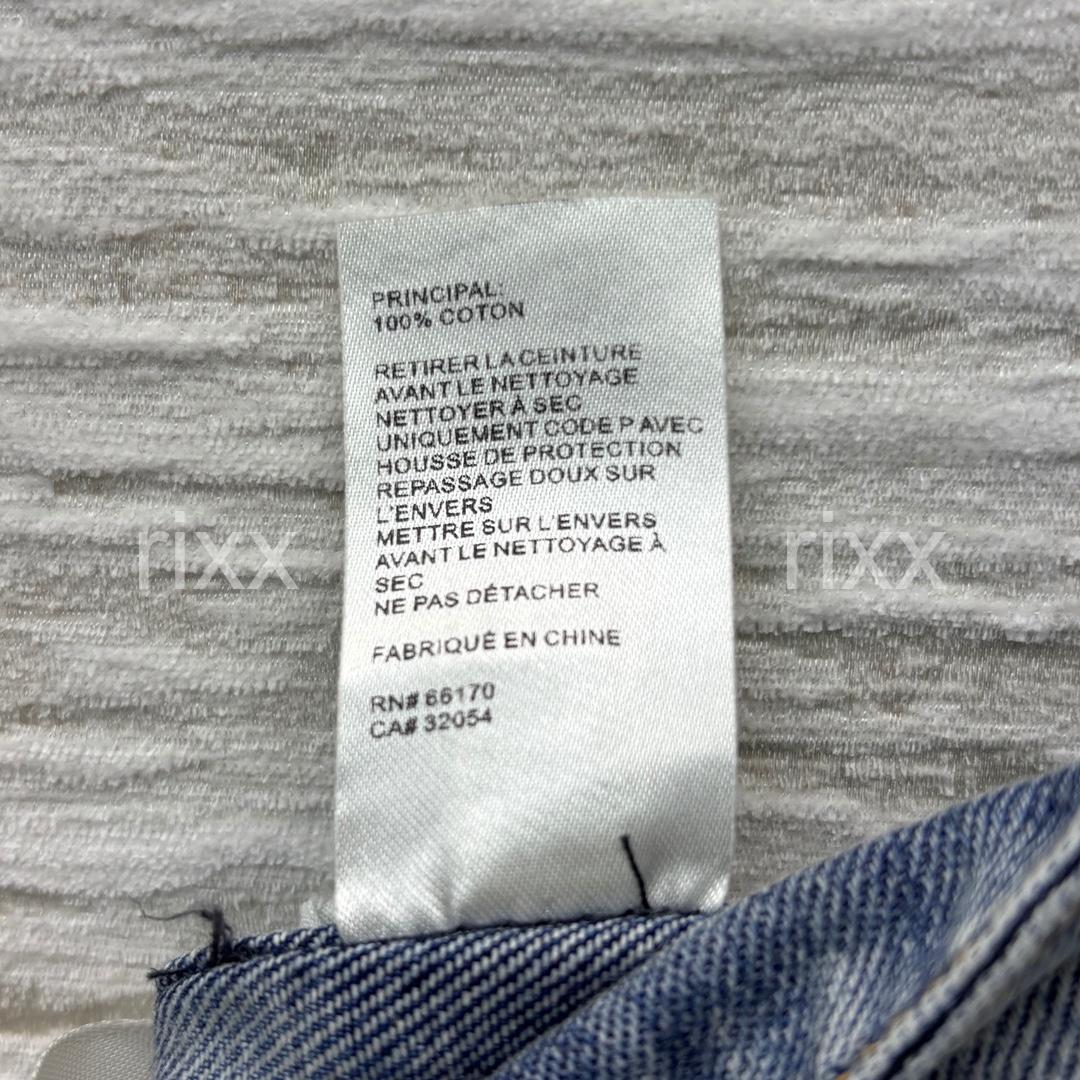 PRINCIPAL:
100% COTON
RETIRER LA CEINTURE
AVANT LE NETTOYAGE
NETTOYER À SEC
UNIQUEMENT CODE P AVEC
HOUSSE DE PROTECTION
REPASSAGE DOUX SUR
L'ENVERS
METTRE SUR L'ENVERS
AVANT LE NETTOYAGE À
SEC
NE PAS DÉTACHER
FABRIQUÉ EN CHINE
RN# 66170
CA# 32054
rixx rixx